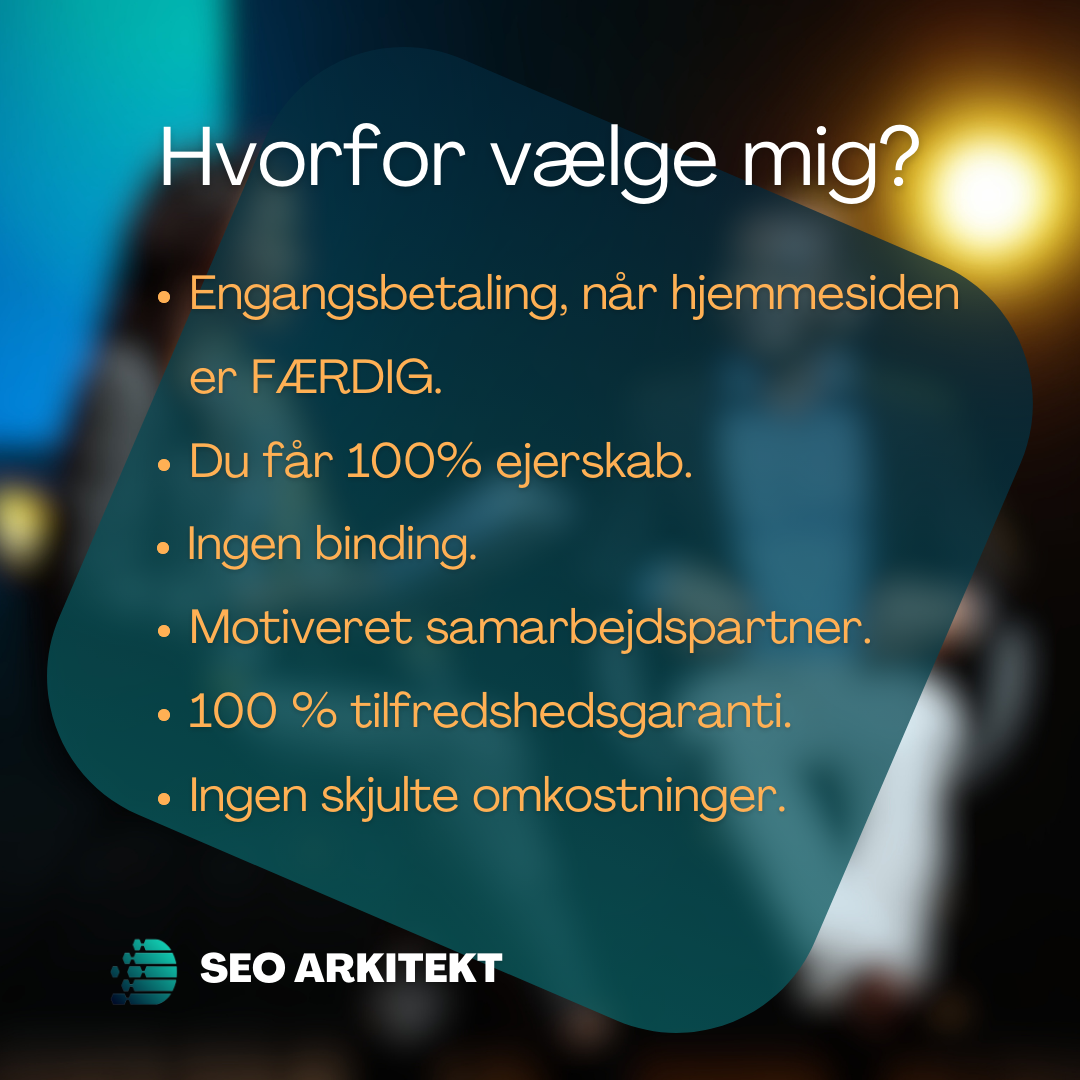 Hvorfor vælge mig?
• Engangsbetaling, når hjemmesiden
er FÆRDIG.
• Du får 100% ejerskab.
• Ingen binding.
• Motiveret samarbejdspartner.
• 100 % tilfredshedsgaranti.
• Ingen skjulte omkostninger.
SEO ARKITEKT